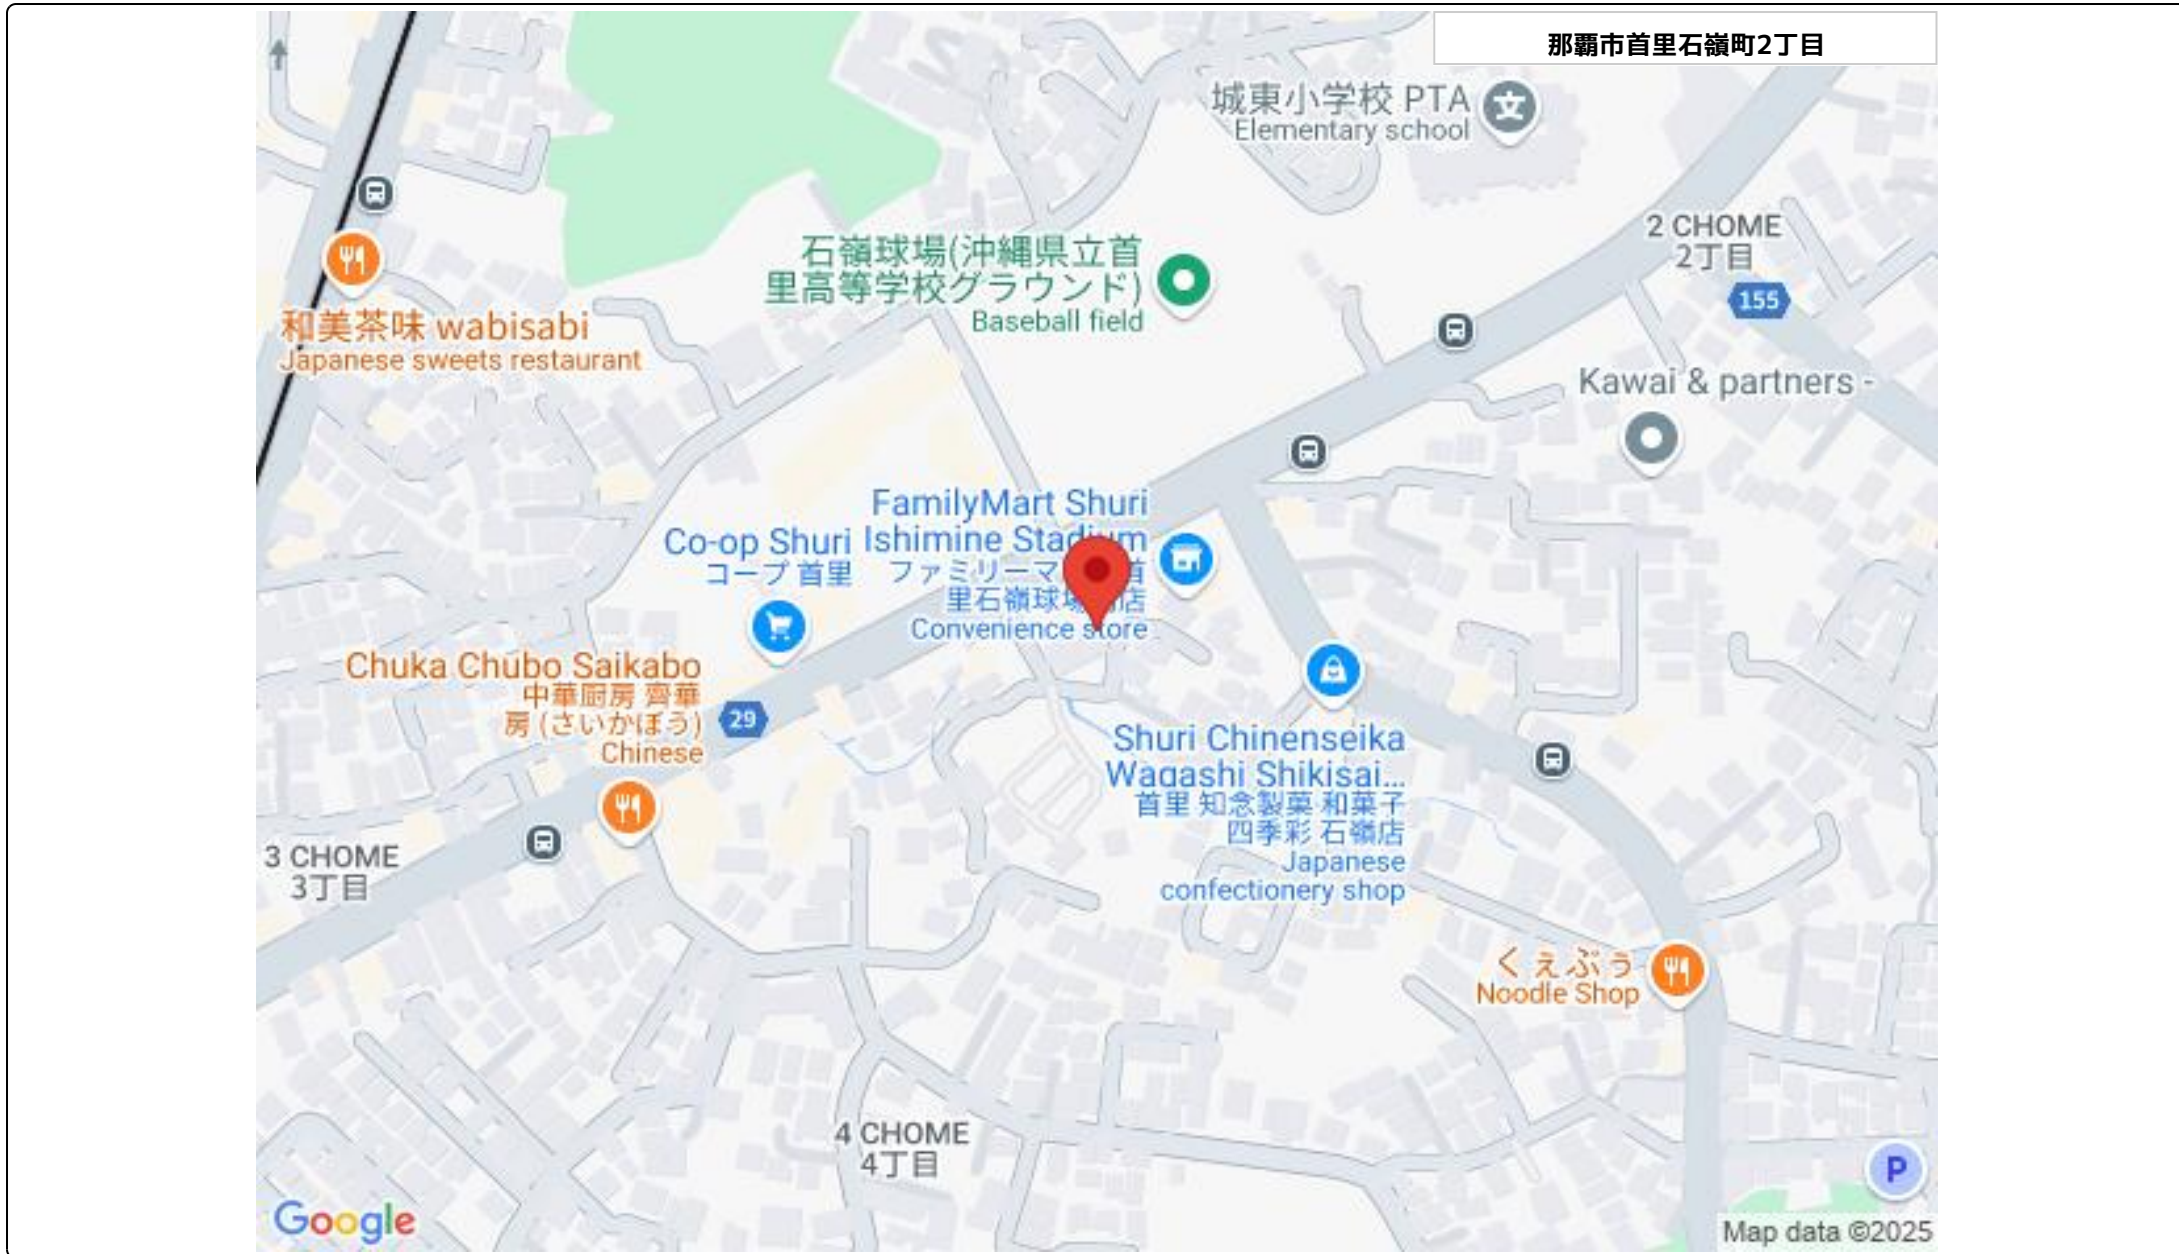 那覇市首里石嶺町2丁目
城東小学校 PTA
Elementary school
2 CHOME
2丁目
155
石嶺球場(沖縄県立首
里高等学校グラウンド)
Baseball field
和美茶味 wabisabi
Japanese sweets restaurant
Kawai & partners -
FamilyMart Shuri
Ishimine Stadium
ファミリーマ 首
里石嶺球場 店
Convenience store
Co-op Shuri
コープ 首里
Chuka Chubo Saikabo
中華厨房 齊華
房 (さいかぼう)
Chinese
29
Shuri Chinenseika
Wagashi Shikisai...
首里 知念製菓 和菓子
四季彩 石嶺店
Japanese
confectionery shop
3 CHOME
3丁目
くぇぶぅ
Noodle Shop
4 CHOME
4丁目
P
Google
Map data ©2025